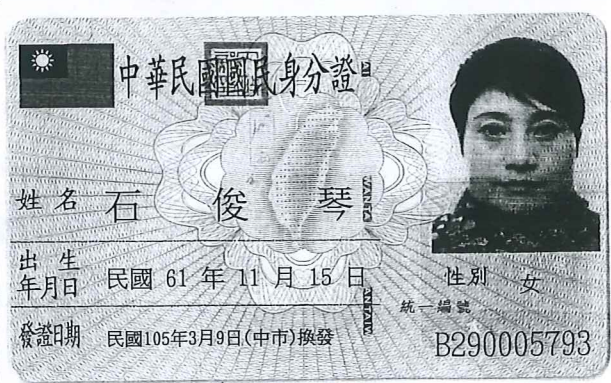 中華民國國民身分證
姓名 石俊琴
出生年月日 民國 61 年 11 月 15 日
性別 女
發證日期 民國105年3月9日(中市)換發
統一編號
B290005793